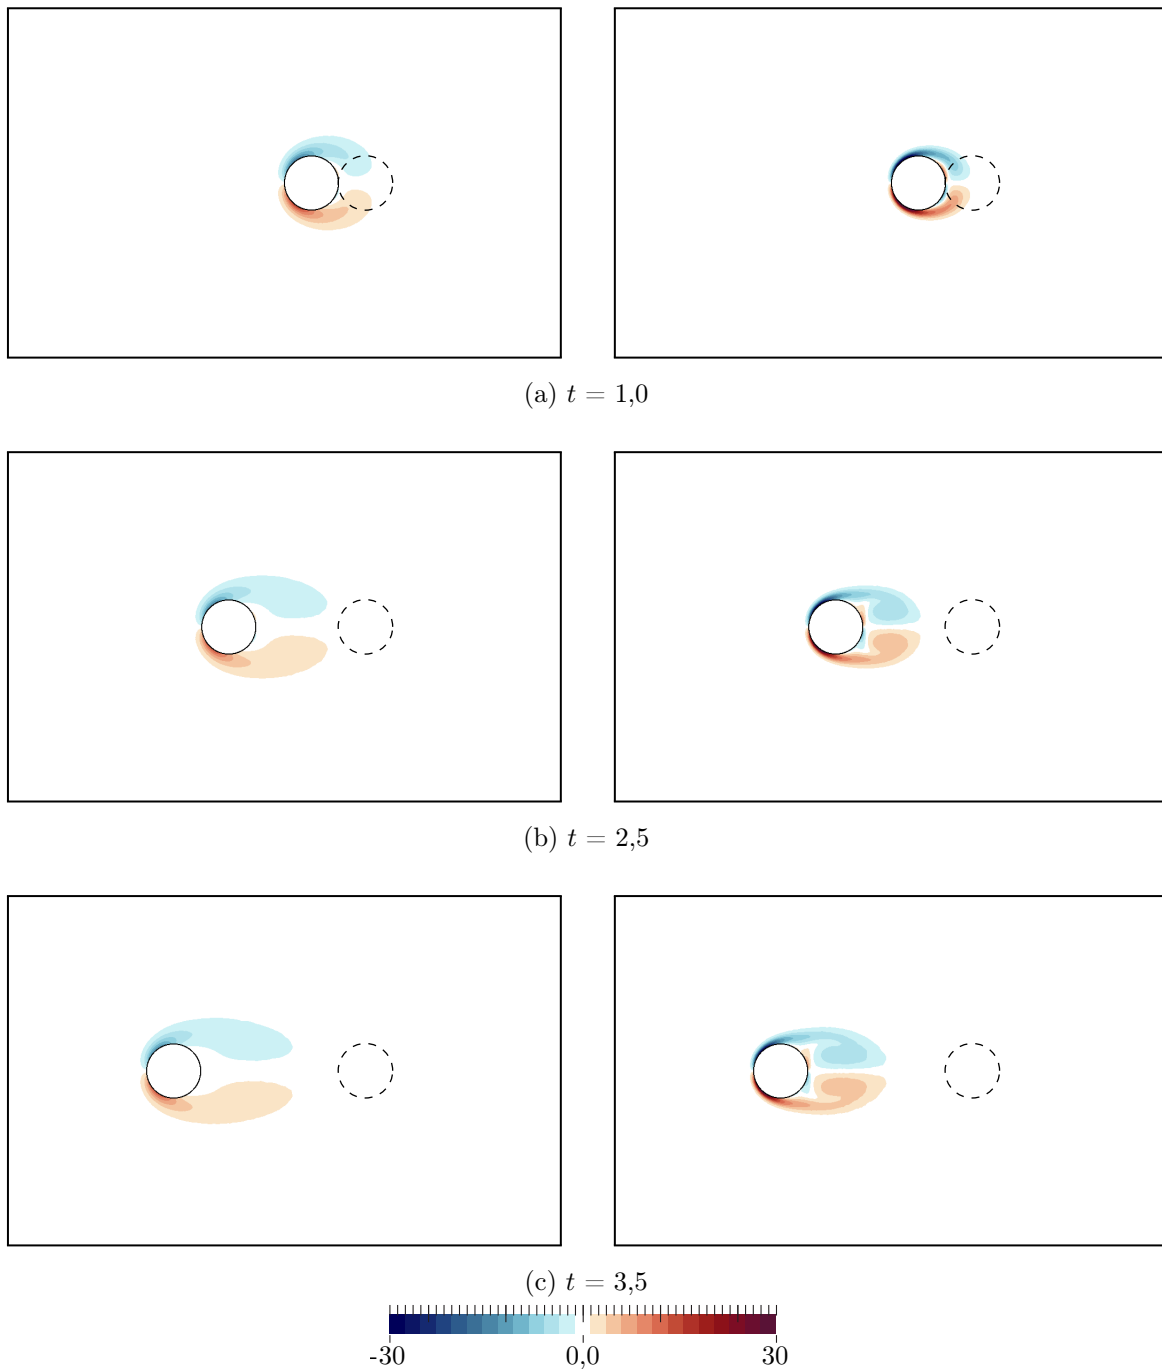 (a) t = 1,0
(b) t = 2,5
(c) t = 3,5
-30 0,0 30